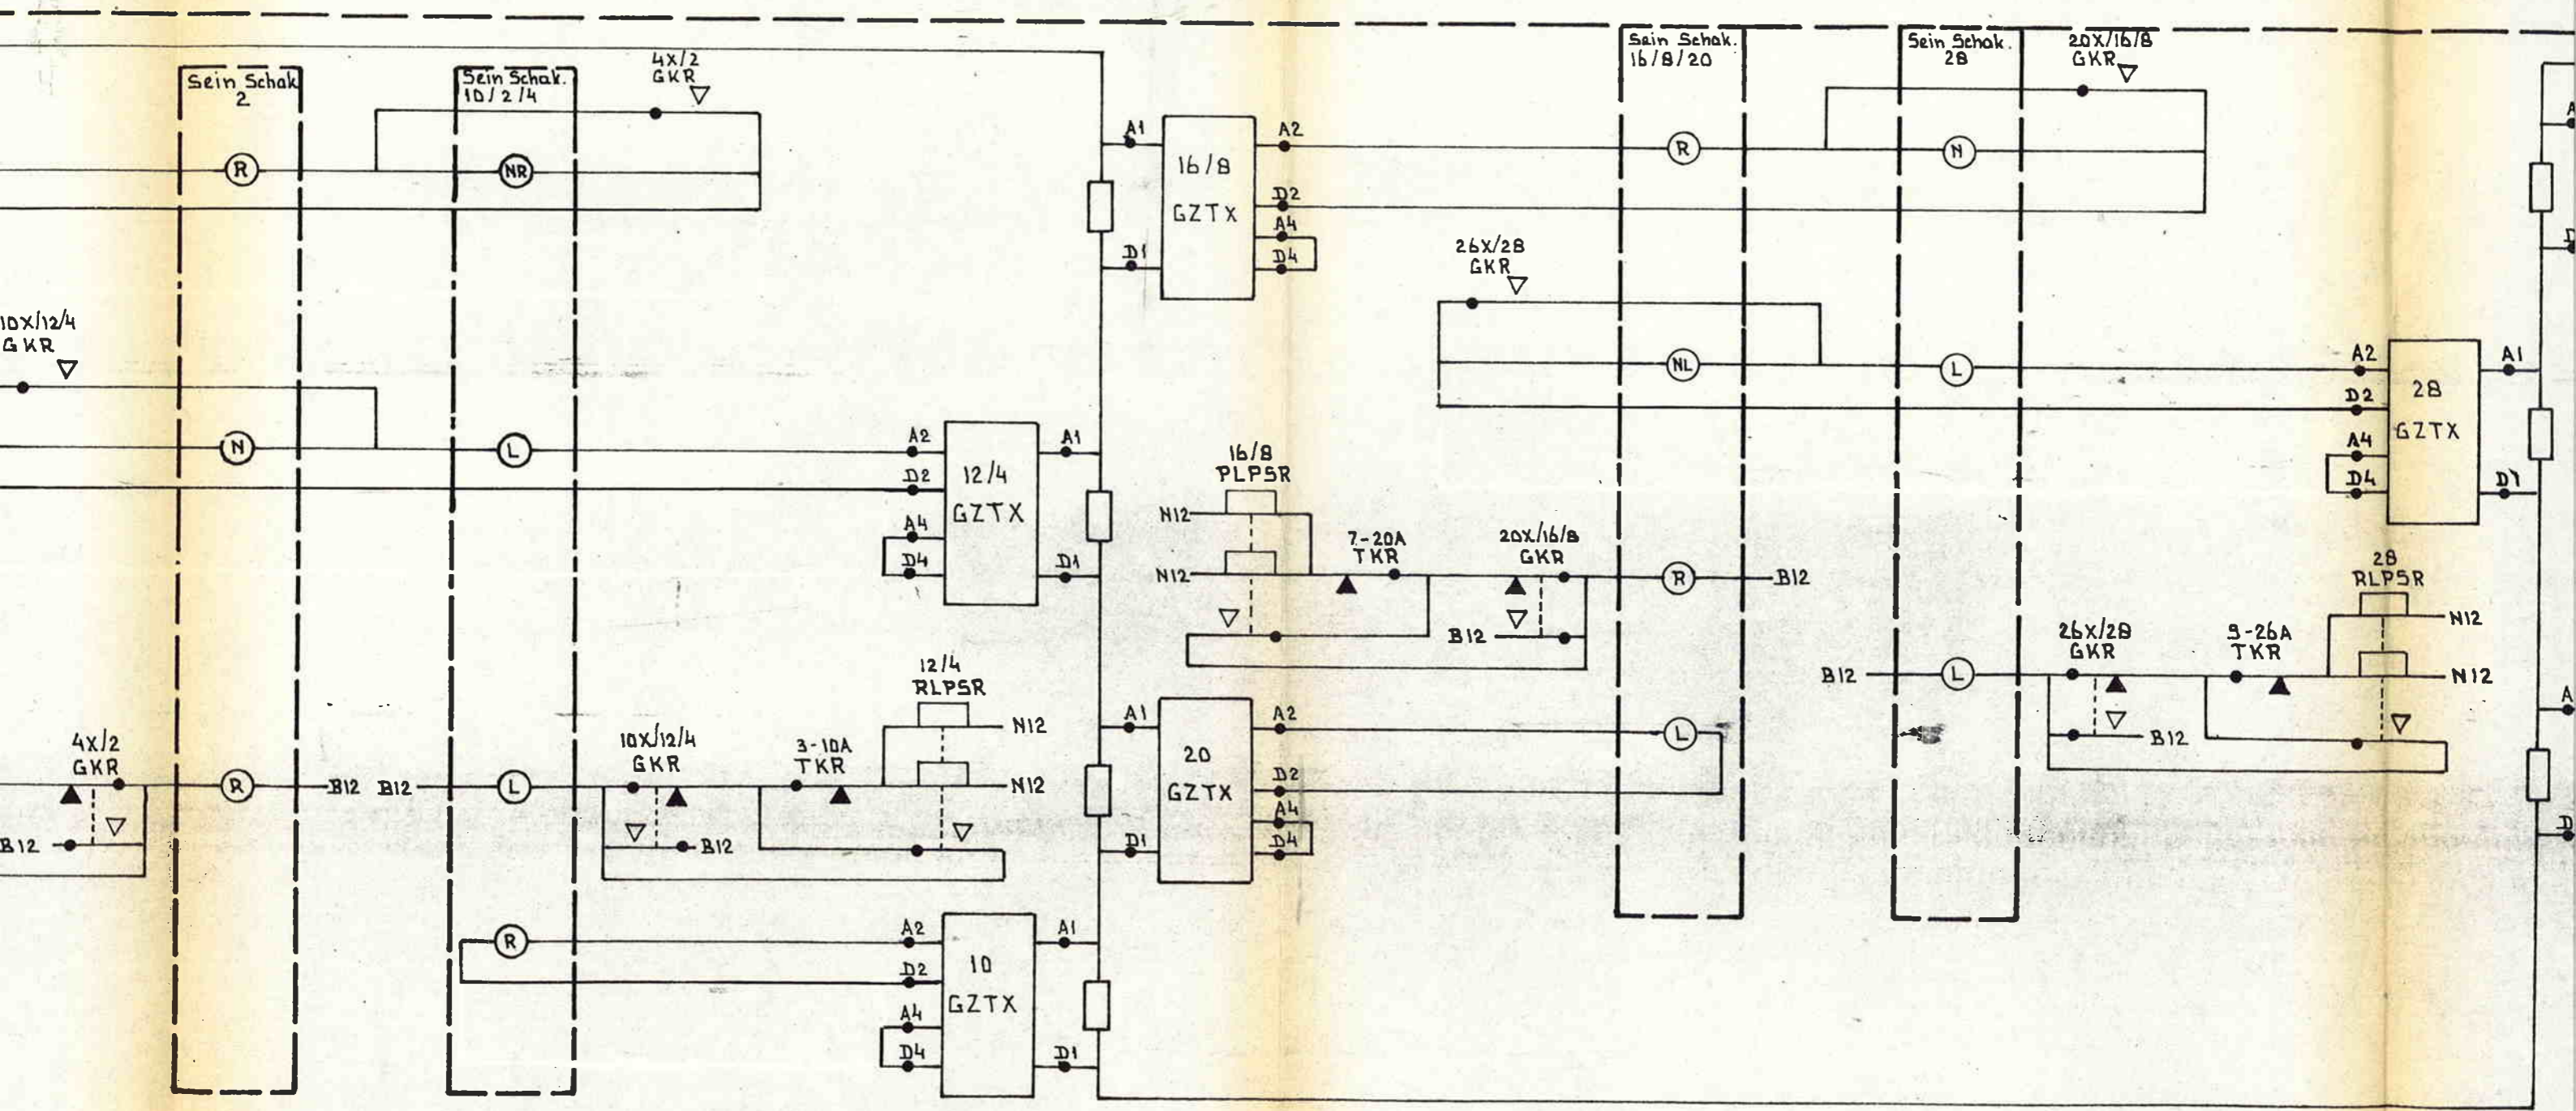 Sein Schak
2
R
N
10X/12/4
GKR
4X/2
GKR
B12
R
B12
Sein Schak.
10/2/4
NR
4X/2
GKR
L
A2
D2
A4
D4
12/4
GZTX
A1
D1
B12
L
10X/12/4
GKR
B12
3-10A
TKR
12/4
RLPSR
N12
N12
R
A2
D2
A4
D4
10
GZTX
A1
D1
A1
D1
16/8
GZTX
A2
D2
A4
D4
16/8
PLPSR
N12
N12
7-20A
TKR
20X/16/8
GKR
B12
R
B12
A1
D1
20
GZTX
A2
D2
A4
D4
L
Sein Schak.
16/8/20
R
26X/28
GKR
NL
Sein Schak.
28
N
20X/16/8
GKR
L
A2
D2
A4
D4
28
GZTX
A1
D1
B12
L
26X/28
GKR
B12
9-26A
TKR
28
RLPSR
N12
N12
A
D
A
D